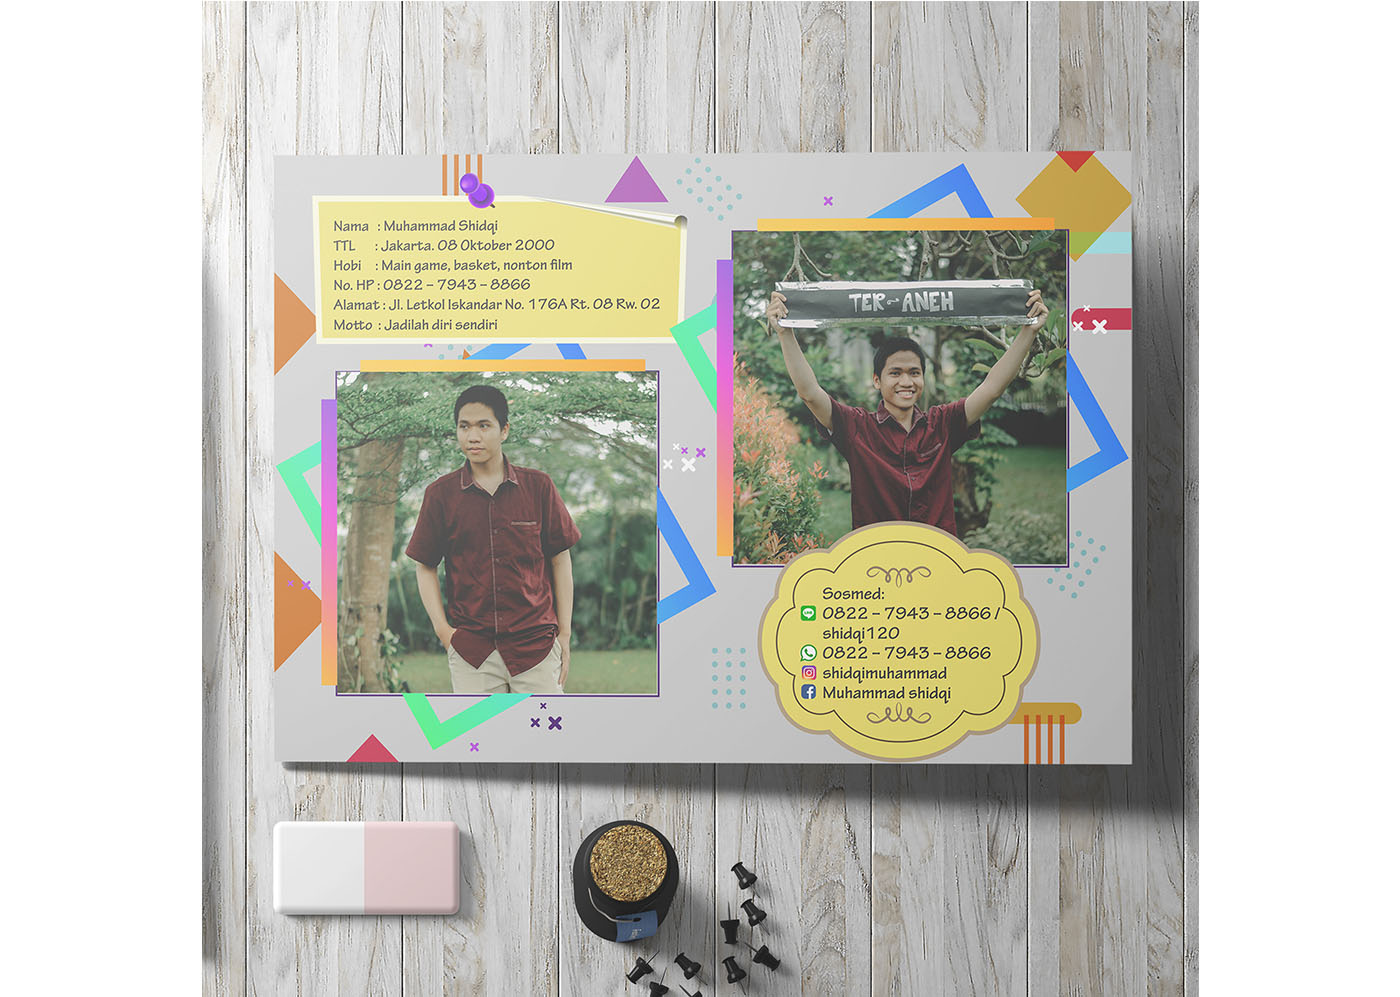 Nama : Muhammad Shidqi
TTL : Jakarta. 08 Oktober 2000
Hobi : Main game, basket, nonton film
No. HP : 0822 – 7943 – 8866
Alamat : Jl. Letkol Iskandar No. 176A Rt. 08 Rw. 02
Motto : Jadilah diri sendiri
TER-ANEH
Sosmed:
LINE 0822 – 7943 – 8866 /
shidqi120
0822 – 7943 – 8866
shidqimuhammad
Muhammad shidqi